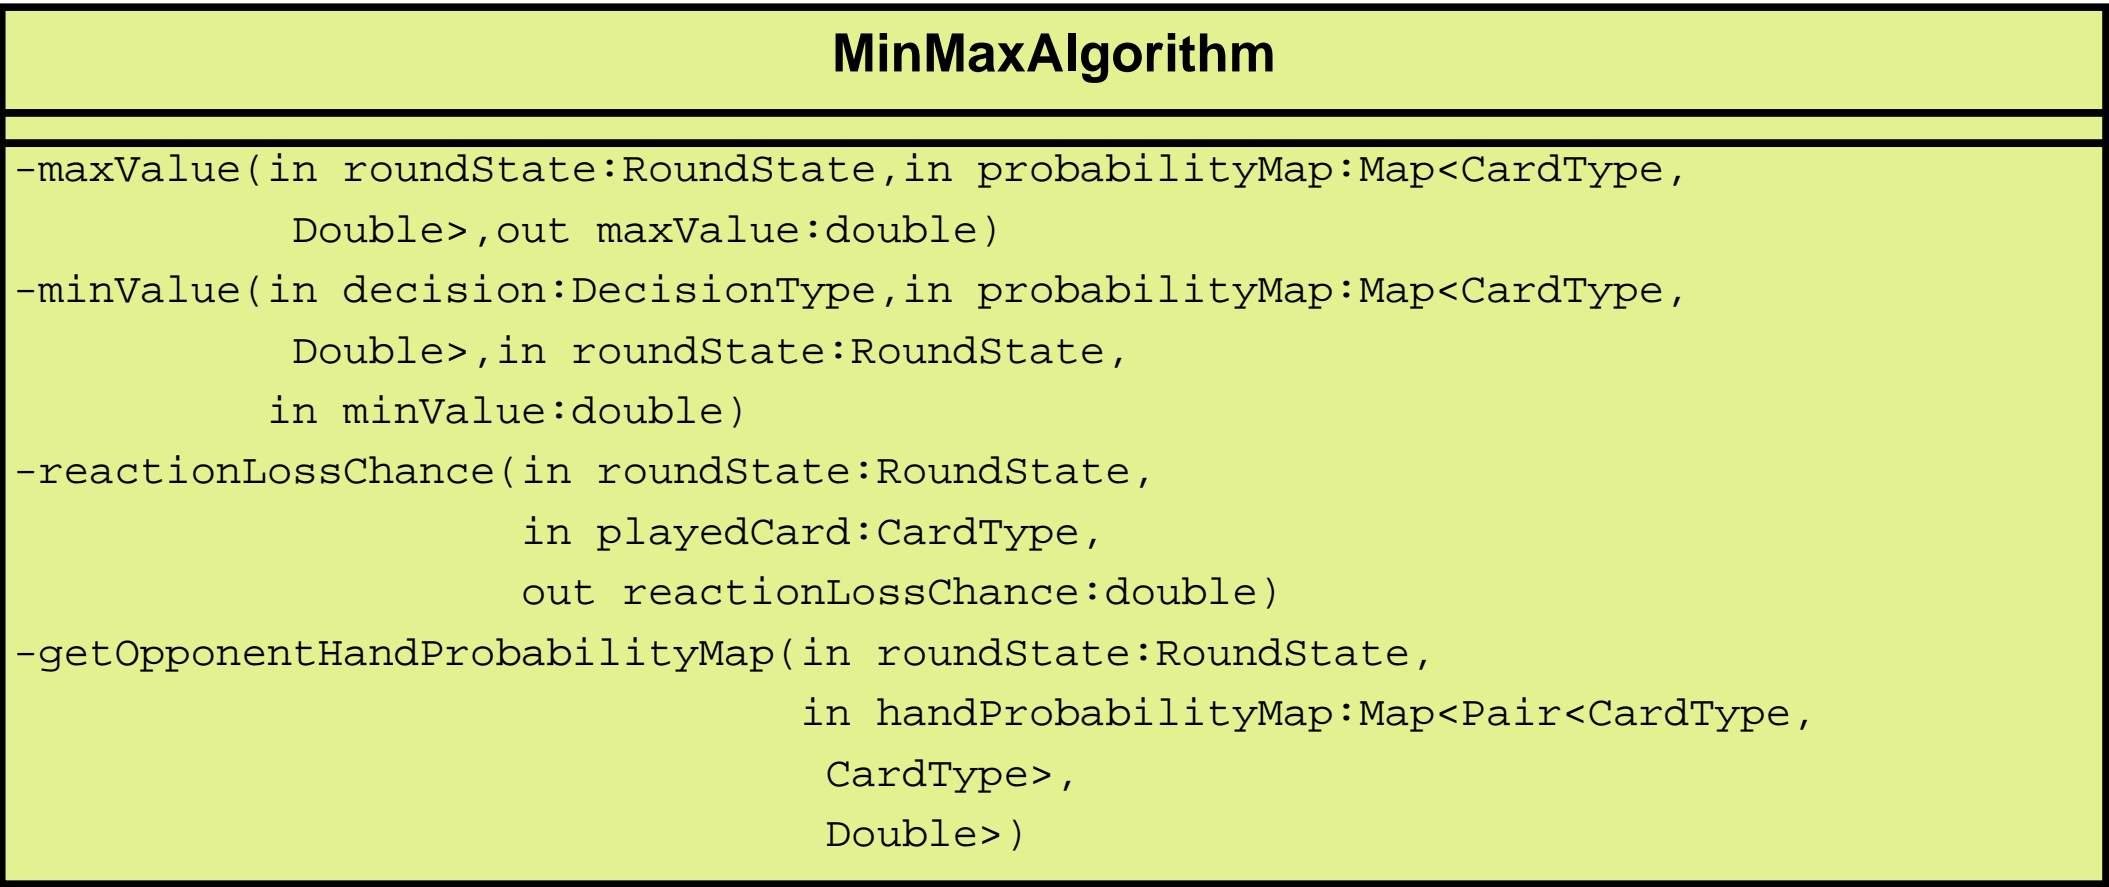 MinMaxAlgorithm
-maxValue(in roundState:RoundState,in probabilityMap:Map<CardType,
Double>,out maxValue:double)
-minValue(in decision:DecisionType,in probabilityMap:Map<CardType,
Double>,in roundState:RoundState,
in minValue:double)
-reactionLossChance(in roundState:RoundState,
in playedCard:CardType,
out reactionLossChance:double)
-getOpponentHandProbabilityMap(in roundState:RoundState,
in handProbabilityMap:Map<Pair<CardType,
CardType>,
Double>)